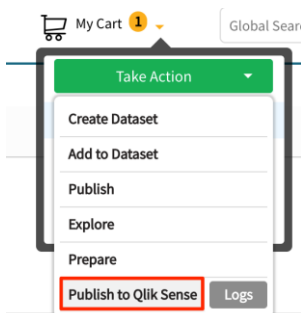 My Cart 1
Global Sear
Take Action
Create Dataset
Add to Dataset
Publish
Explore
Prepare
Publish to Qlik Sense Logs